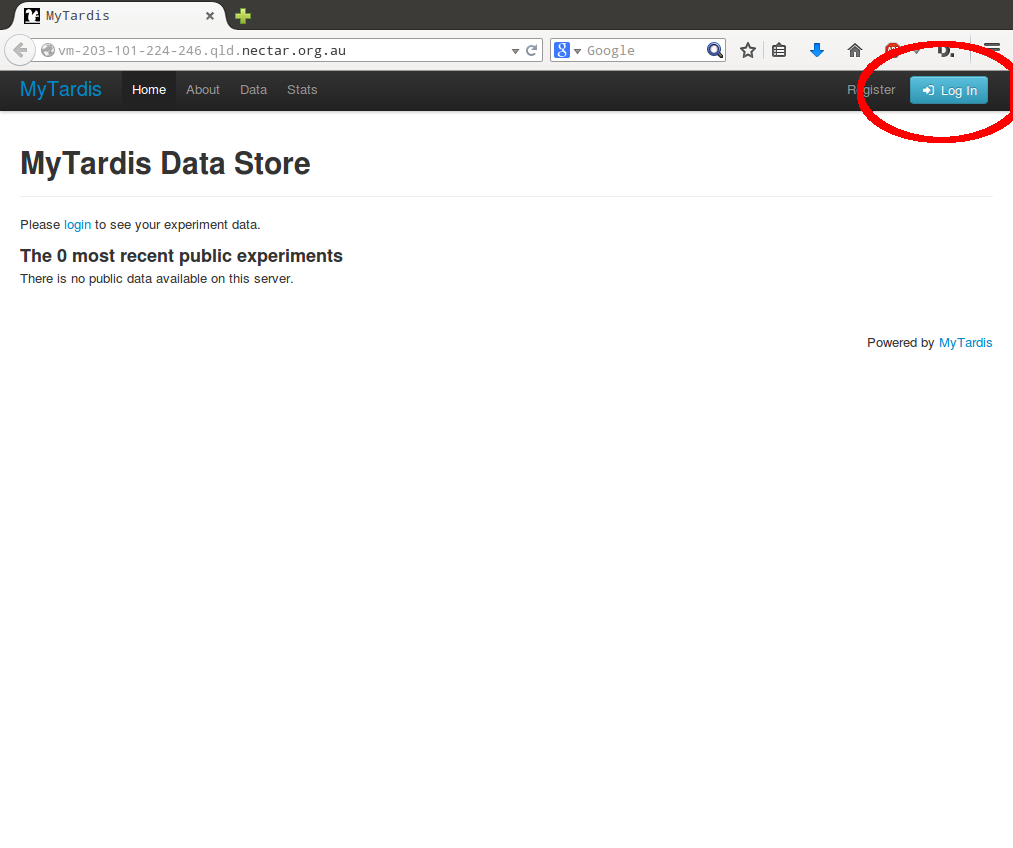 MyTardis
vm-203-101-224-246.qld.nectar.org.au
Google
MyTardis Home About Data Stats Register Log In
MyTardis Data Store
Please login to see your experiment data.
The 0 most recent public experiments
There is no public data available on this server.
Powered by MyTardis